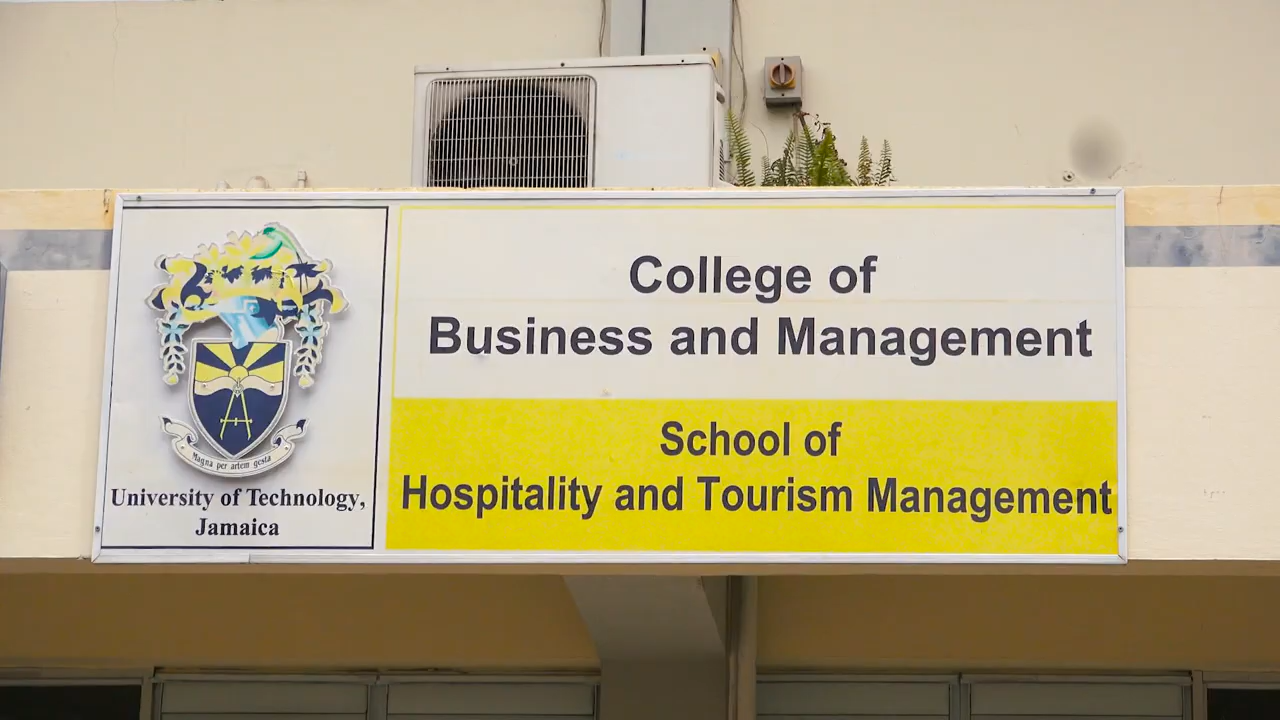 Magna per artem gesta
University of Technology,
Jamaica
College of
Business and Management
School of
Hospitality and Tourism Management